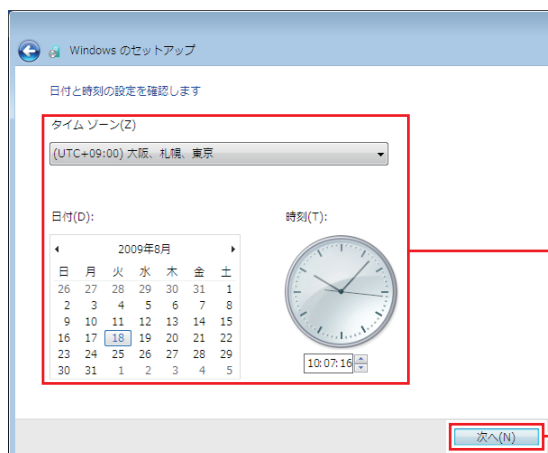 Windows のセットアップ
日付と時刻の設定を確認します
タイム ゾーン(Z)
(UTC+09:00) 大阪、札幌、東京
日付(D):
時刻(T):
2009年8月
日 月 火 水 木 金 土
26 27 28 29 30 31 1
2 3 4 5 6 7 8
9 10 11 12 13 14 15
16 17 18 19 20 21 22
23 24 25 26 27 28 29
30 31 1 2 3 4 5
10:07:16
次へ(N)